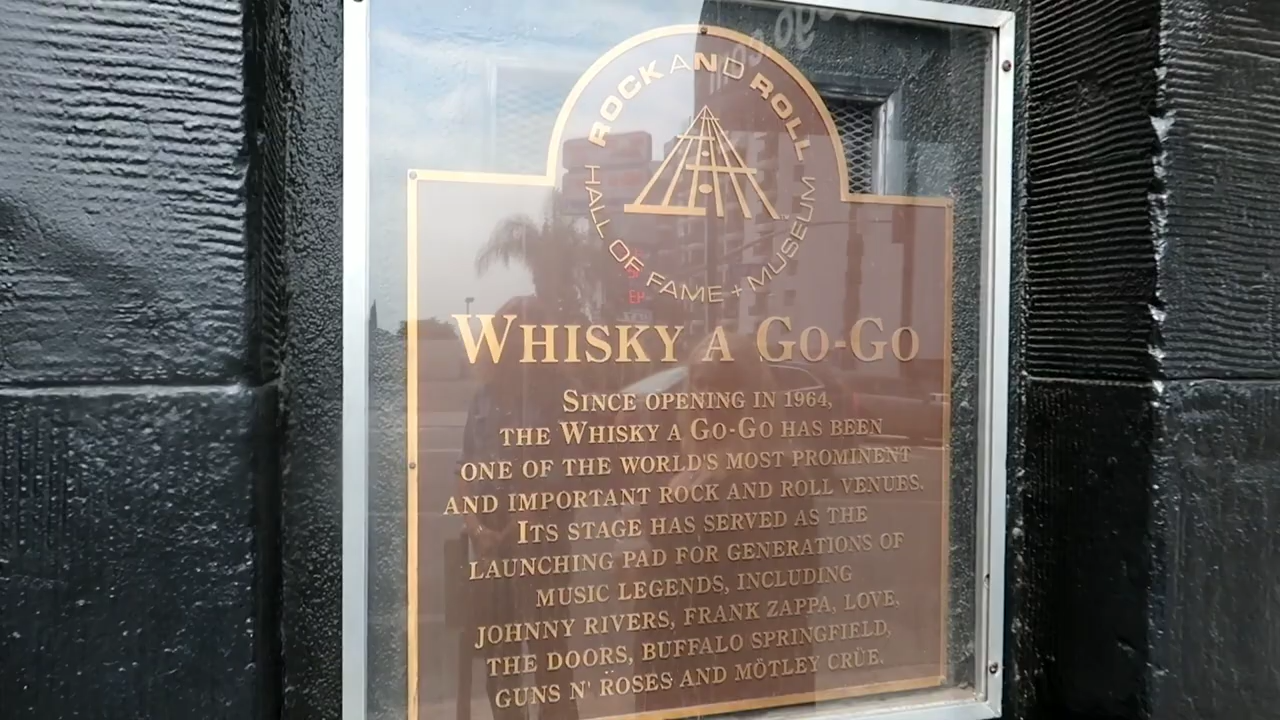 ROCK AND ROLL
HALL OF FAME + MUSEUM
WHISKY A GO-GO
SINCE OPENING IN 1964,
THE WHISKY A GO-GO HAS BEEN
ONE OF THE WORLD'S MOST PROMINENT
AND IMPORTANT ROCK AND ROLL VENUES.
ITS STAGE HAS SERVED AS THE
LAUNCHING PAD FOR GENERATIONS OF
MUSIC LEGENDS, INCLUDING
JOHNNY RIVERS, FRANK ZAPPA, LOVE,
THE DOORS, BUFFALO SPRINGFIELD,
GUNS N' ROSES AND MÖTLEY CRÜE.